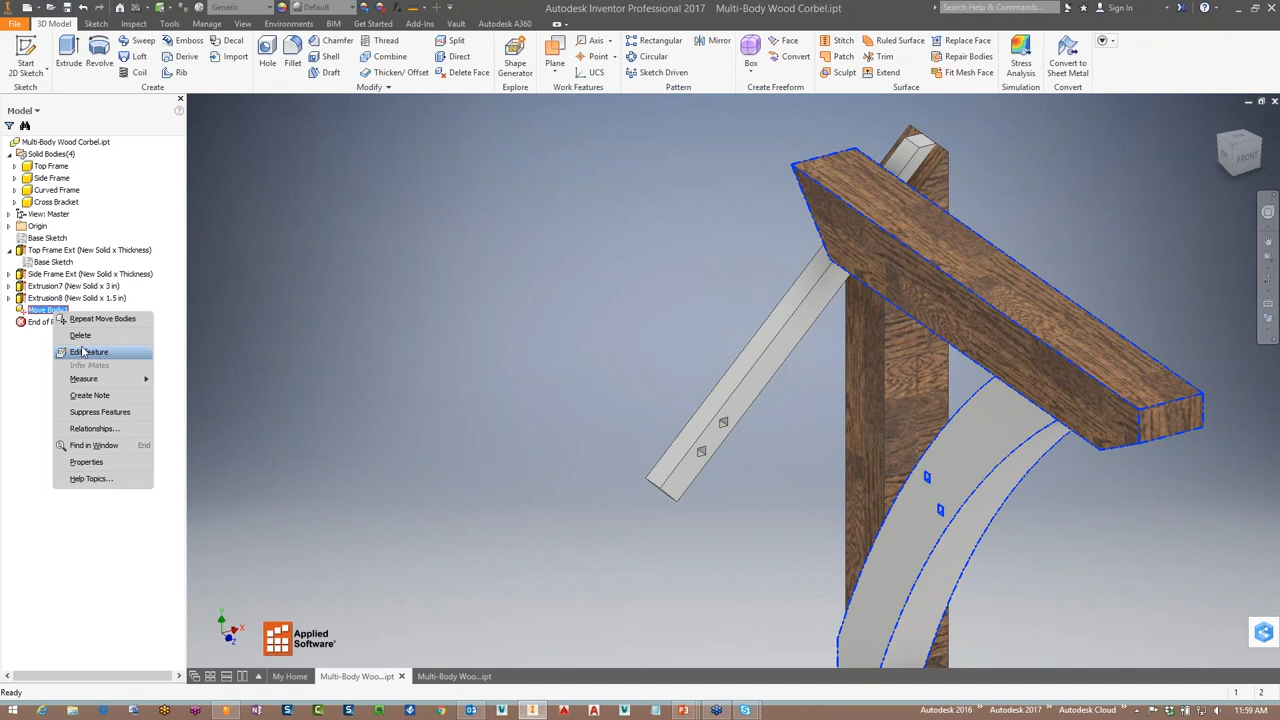 Generic
Default
Autodesk Inventor Professional 2017  Multi-Body Wood Corbel.ipt
Search Help & Commands...
Sign In
File 3D Model Sketch Inspect Tools Manage View Environments BIM Get Started Add-Ins Vault Autodesk A360
Start
2D Sketch
Extrude
Revolve
Sweep
Loft
Coil
Emboss
Derive
Rib
Decal
Import
Hole
Fillet
Chamfer
Shell
Draft
Thread
Combine
Thicken/ Offset
Split
Direct
Delete Face
Shape
Generator
Plane
Axis
Point
UCS
Rectangular
Circular
Sketch Driven
Mirror
Box
Face
Convert
Stitch
Patch
Sculpt
Ruled Surface
Trim
Extend
Replace Face
Repair Bodies
Fit Mesh Face
Stress
Analysis
Convert to
Sheet Metal
Sketch Create Modify Explore Work Features Pattern Create Freeform Surface Simulation Convert
Model
Multi-Body Wood Corbel.ipt
Solid Bodies(4)
Top Frame
Side Frame
Curved Frame
Cross Bracket
View: Master
Origin
Base Sketch
Top Frame Ext (New Solid x Thickness)
Base Sketch
Side Frame Ext (New Solid x Thickness)
Extrusion7 (New Solid x 3 in)
Extrusion8 (New Solid x 1.5 in)
Move Body1
End of
Repeat Move Bodies
Delete
Edit Feature
Infer iMates
Measure
Create Note
Suppress Features
Relationships...
Find in Window End
Properties
Help Topics...
FRONT
Y
X
Z
Applied
Software
My Home Multi-Body Woo...ipt Multi-Body Woo...ipt
Ready
1 2
Autodesk 2016 Autodesk 2017 Autodesk Cloud
11:59 AM